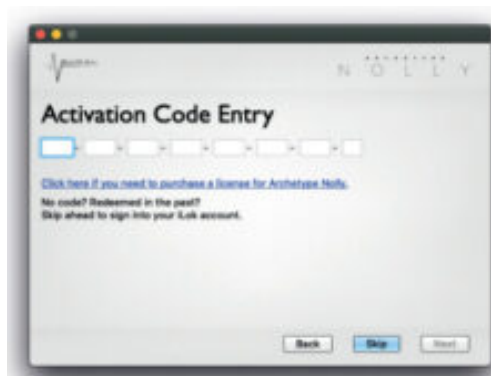 NOLLY
Activation Code Entry
Click here if you need to purchase a license for Archetype Nolly.
No code? Redeemed in the past?
Skip ahead to sign into your iLok account.
Back
Skip
Next